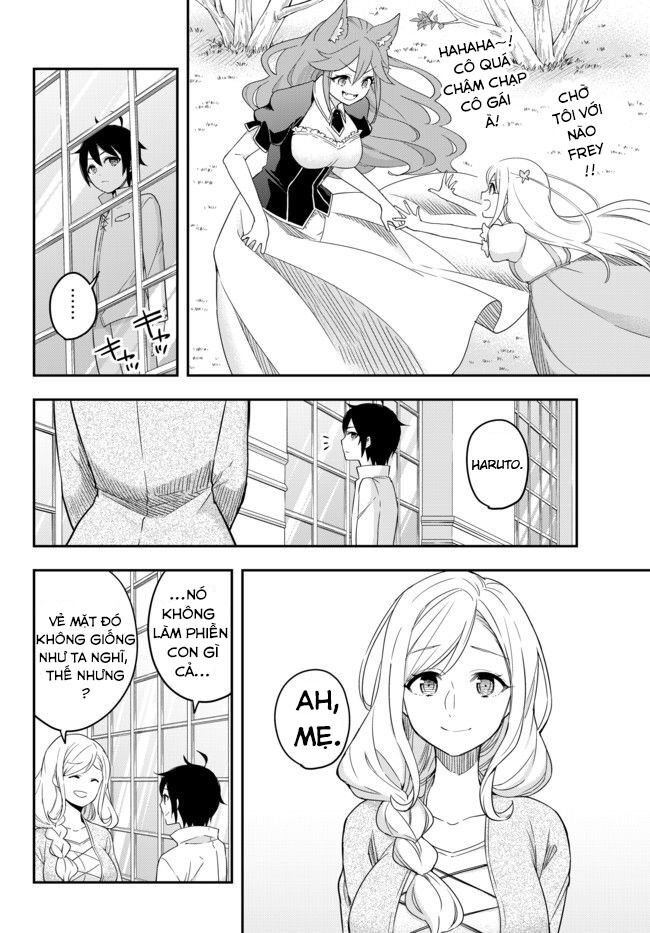 HAHAHA~!
CÔ QUÁ
CHẬM CHẠP
CÔ GÁI
À!
CHỜ
TÔI VỚI
NÀO
FREY
!!
........
キャッ
キャッ
HARUTO.
AH,
MẸ.
...NÓ
KHÔNG
LÀM PHIỀN
CON GÌ
CẢ...
VẺ MẶT ĐÓ
KHÔNG GIỐNG
NHƯ TA NGHĨ,
THẾ NHƯNG
?